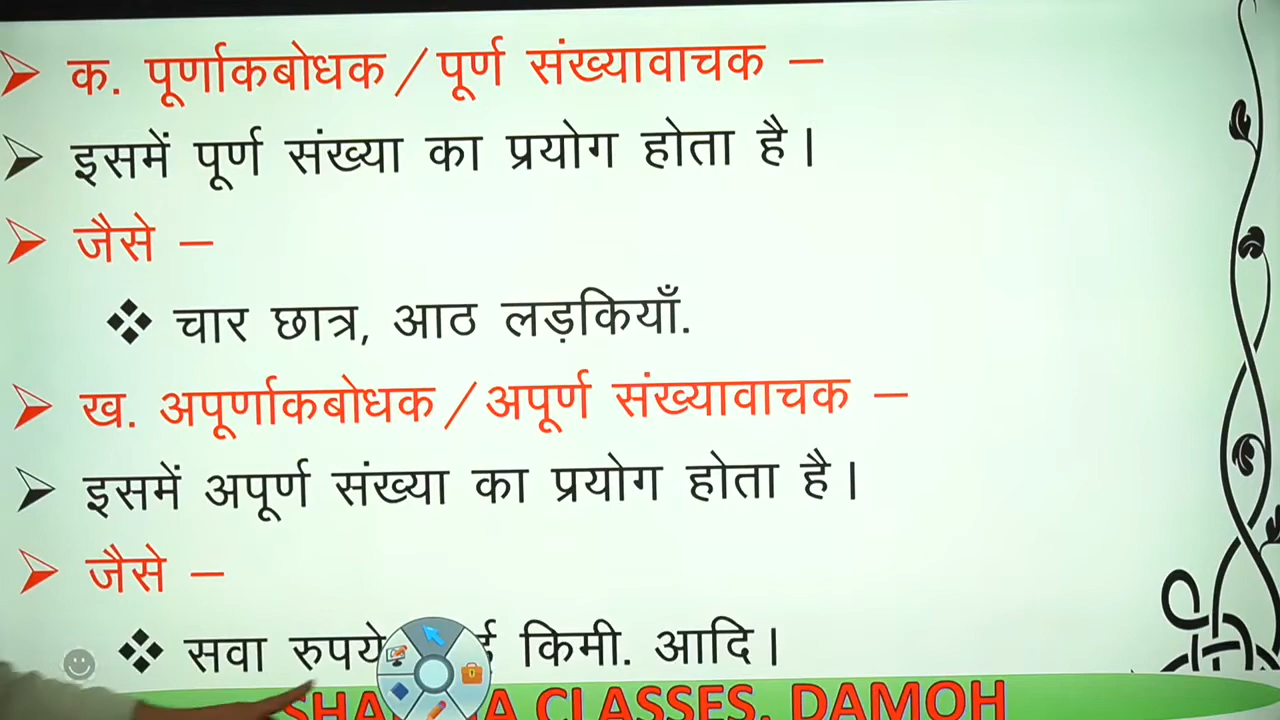 क. पूर्णाकबोधक/पूर्ण संख्यावाचक –
इसमें पूर्ण संख्या का प्रयोग होता है।
जैसे –
चार छात्र, आठ लड़कियाँ.
ख. अपूर्णाकबोधक/अपूर्ण संख्यावाचक –
इसमें अपूर्ण संख्या का प्रयोग होता है।
जैसे –
सवा रुपये किमी. आदि।
CLASSES, DAMOH